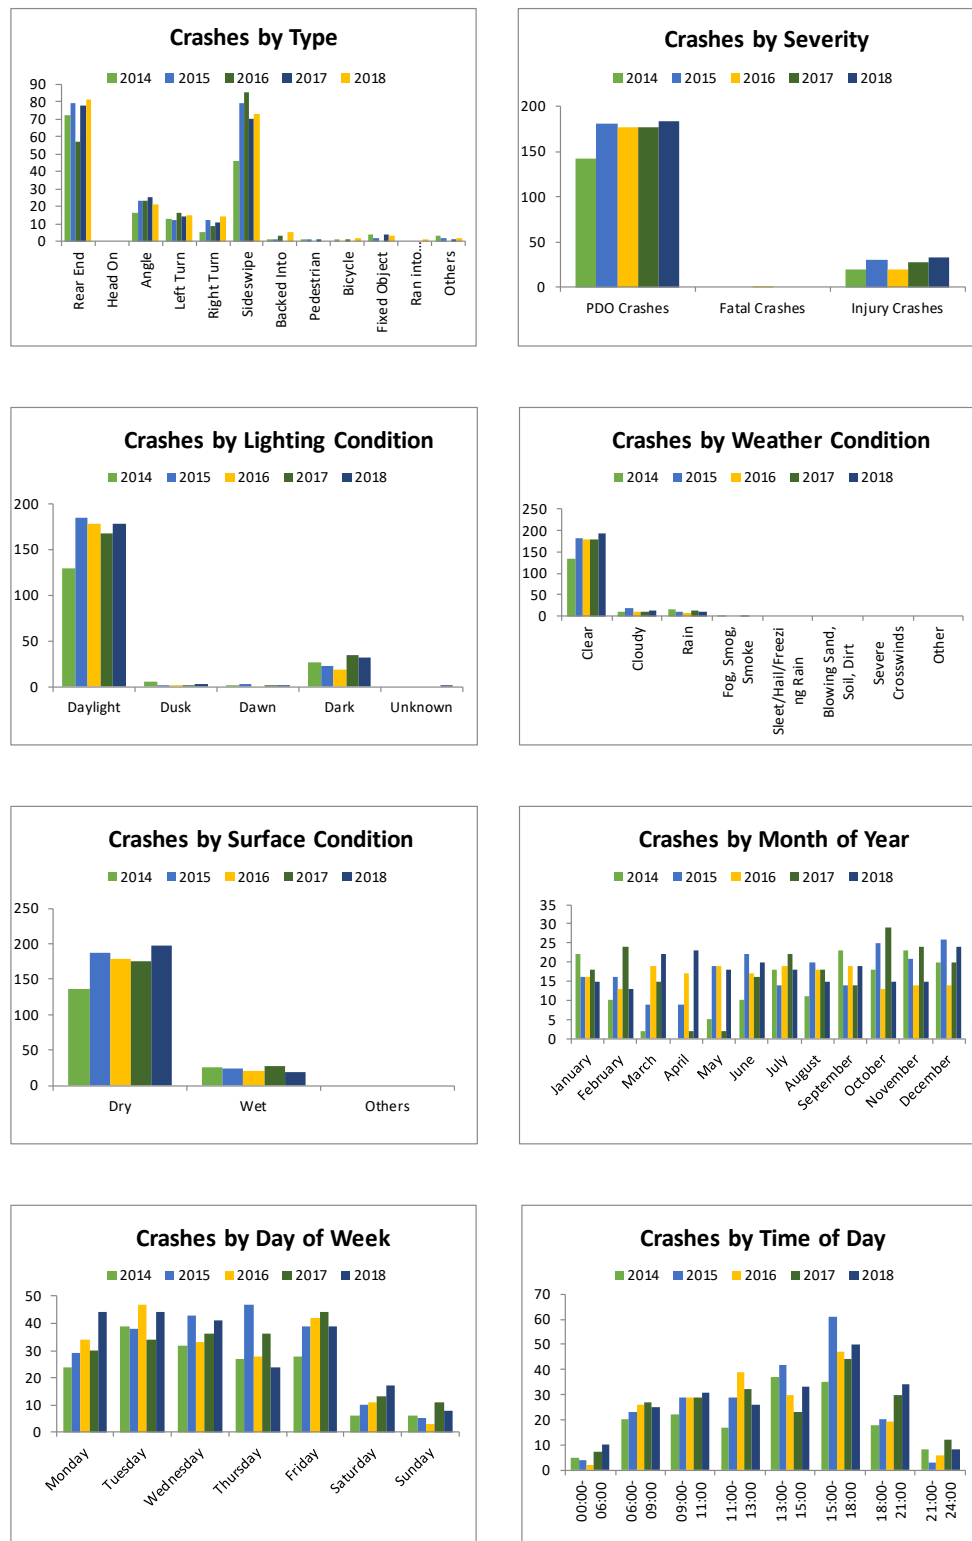 Crashes by Type
2014 2015 2016 2017 2018
90
80
70
60
50
40
30
20
10
0
Rear End
Head On
Angle
Left Turn
Right Turn
Sideswipe
Backed Into
Pedestrian
Bicycle
Fixed Object
Ran into...
Others
Crashes by Severity
2014 2015 2016 2017 2018
200
150
100
50
0
PDO Crashes Fatal Crashes Injury Crashes
Crashes by Lighting Condition
2014 2015 2016 2017 2018
200
150
100
50
0
Daylight Dusk Dawn Dark Unknown
Crashes by Weather Condition
2014 2015 2016 2017 2018
250
200
150
100
50
0
Clear
Cloudy
Rain
Fog, Smog,
Smoke
Sleet/Hail/Freezi
ng Rain
Blowing Sand,
Soil, Dirt
Severe
Crosswinds
Other
Crashes by Surface Condition
2014 2015 2016 2017 2018
250
200
150
100
50
0
Dry Wet Others
Crashes by Month of Year
2014 2015 2016 2017 2018
35
30
25
20
15
10
5
0
January
February
March
April
May
June
July
August
September
October
November
December
Crashes by Day of Week
2014 2015 2016 2017 2018
50
40
30
20
10
0
Monday
Tuesday
Wednesday
Thursday
Friday
Saturday
Sunday
Crashes by Time of Day
2014 2015 2016 2017 2018
70
60
50
40
30
20
10
0
00:00-
06:00
06:00-
09:00
09:00-
11:00
11:00-
13:00
13:00-
15:00
15:00-
18:00
18:00-
21:00
21:00-
24:00